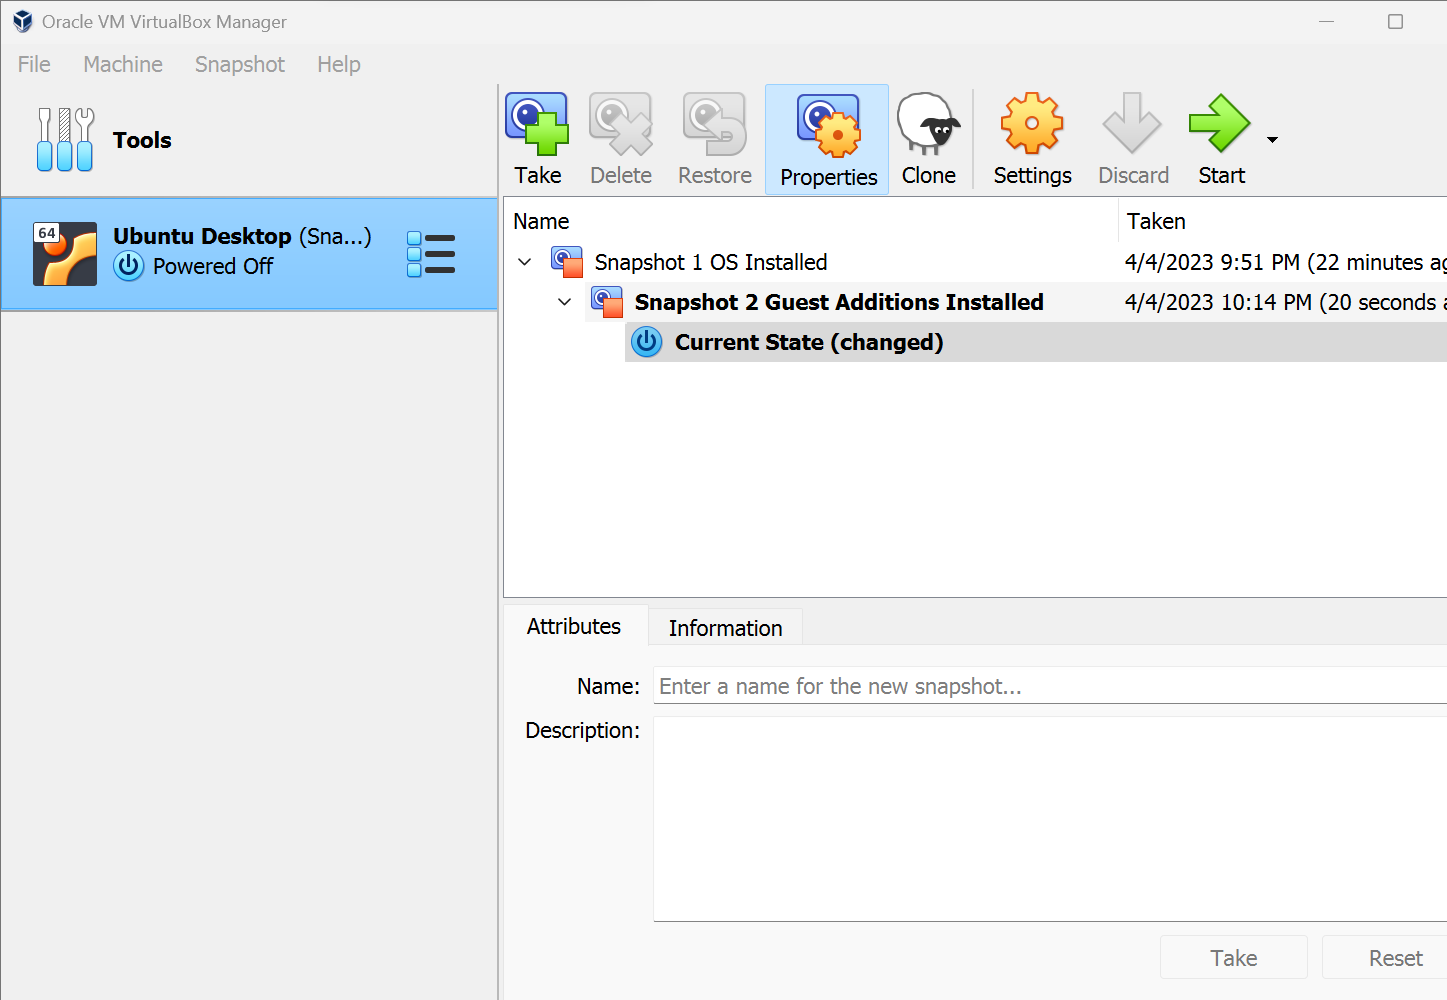 Oracle VM VirtualBox Manager
File Machine Snapshot Help
Tools
Take Delete Restore Properties Clone Settings Discard Start
64
Ubuntu Desktop (Sna...)
Powered Off
Name Taken
Snapshot 1 OS Installed 4/4/2023 9:51 PM (22 minutes
Snapshot 2 Guest Additions Installed 4/4/2023 10:14 PM (20 seconds
Current State (changed)
Attributes Information
Name: Enter a name for the new snapshot...
Description:
Take Reset